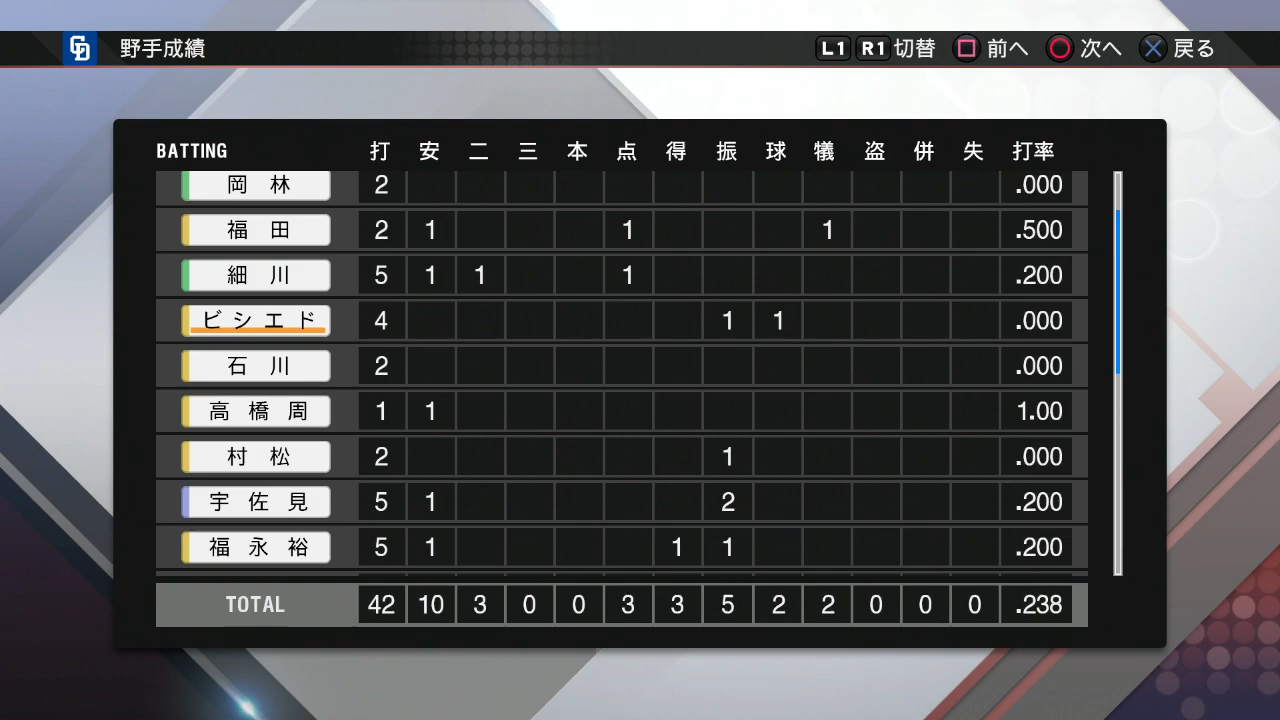 野手成績 L1 R1 切替 前へ 次へ 戻る
BATTING 打 安 二 三 本 点 得 振 球 犠 盗 併 失 打率
岡林 2 .000
福田 2 1 1 1 .500
細川 5 1 1 1 .200
ビシエド 4 1 1 .000
石川 2 .000
高橋周 1 1 1.00
村松 2 1 .000
宇佐見 5 1 2 .200
福永裕 5 1 1 1 .200
TOTAL 42 10 3 0 0 3 3 5 2 2 0 0 0 .238